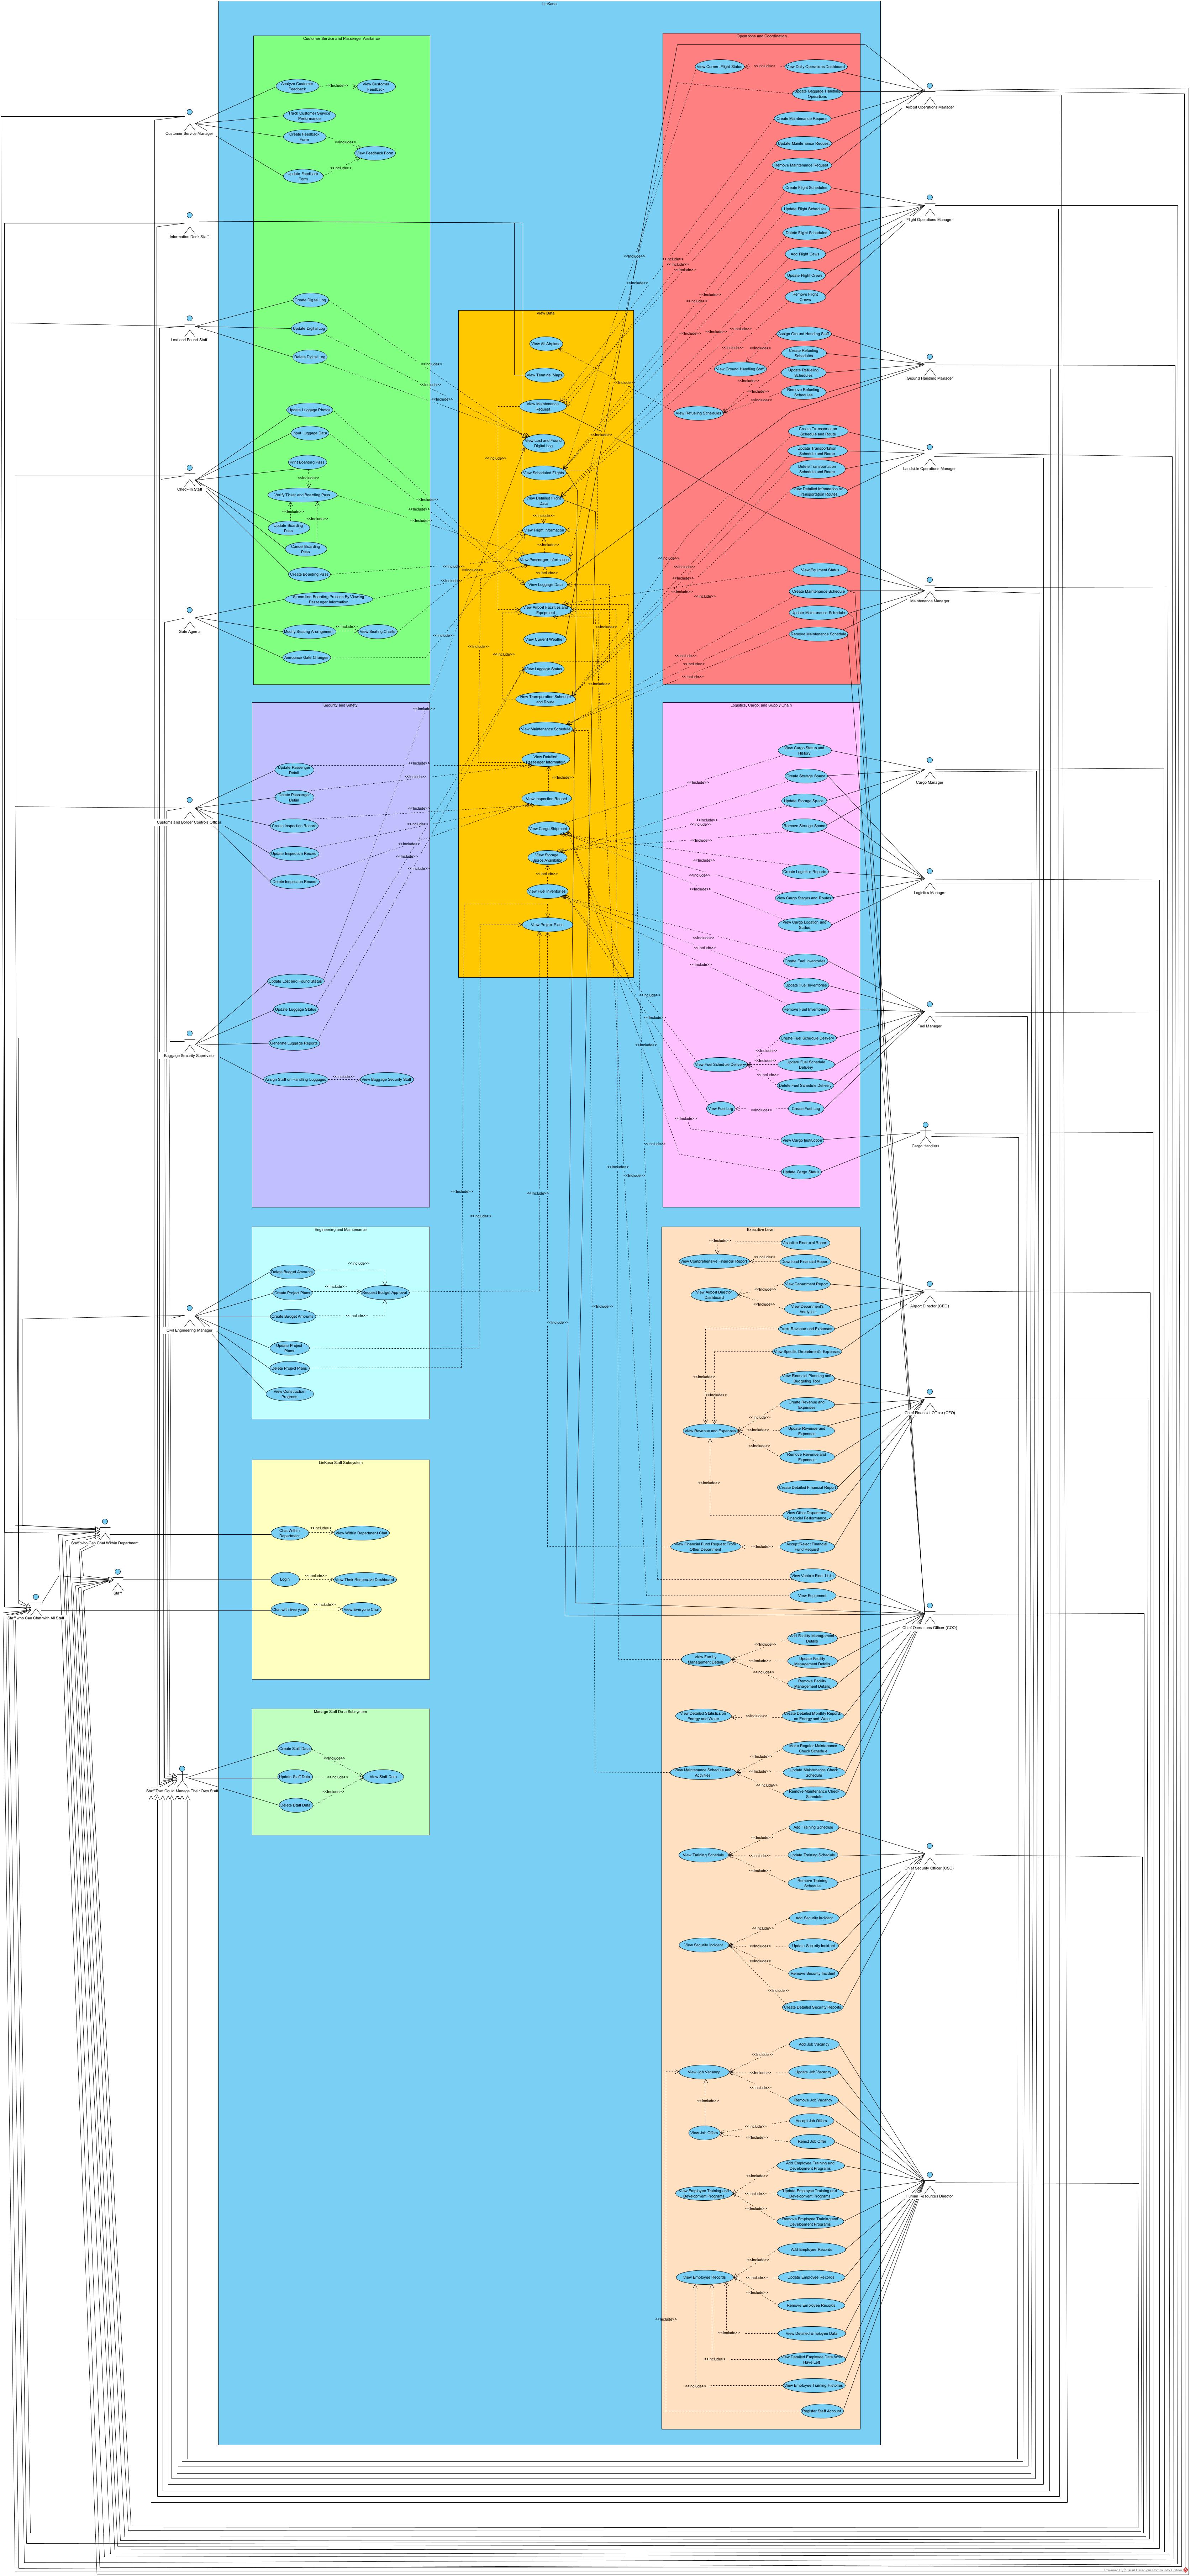 LinKasa
Customer Service and Passenger Assistance
Analyze Customer
Feedback
<<Include>>
View Customer
Feedback
Track Customer Service
Performance
Create Feedback
Form
<<Include>>
View Feedback Form
Update Feedback
Form
<<Include>>
Customer Service Manager
Information Desk Staff
Create Digital Log
Update Digital Log
Delete Digital Log
Lost and Found Staff
<<Include>>
<<Include>>
<<Include>>
Update Luggage Photos
Input Luggage Data
Print Boarding Pass
<<Include>>
Verify Ticket and Boarding Pass
<<Include>>
<<Include>>
Update Boarding
Pass
Cancel Boarding
Pass
Create Boarding Pass
Check-In Staff
Streamline Boarding Process By Viewing
Passenger Information
Modify Seating Arrangement
<<Include>>
View Seating Charts
Announce Gate Changes
Gate Agents
Security and Safety
Update Passenger
Detail
Delete Passenger
Detail
Create Inspection Record
Update Inspection Record
Delete Inspection Record
Customs and Border Controls Officer
Update Lost and Found Status
Update Luggage Status
Generate Luggage Reports
Assign Staff on Handling Luggages
<<Include>>
View Baggage Security Staff
Baggage Security Supervisor
Engineering and Maintenance
Delete Budget Amounts
<<Include>>
Create Project Plans
<<Include>>
Request Budget Approval
Create Budget Amounts
<<Include>>
Update Project
Plans
Delete Project Plans
View Construction
Progress
Civil Engineering Manager
LinKasa Staff Subsystem
Chat Within
Department
<<Include>>
View Within Department Chat
Login
<<Include>>
View Their Respective Dashboard
Chat with Everyone
<<Include>>
View Everyone Chat
Staff who Can Chat Within Department
Staff
Staff who Can Chat with All Staff
Manage Staff Data Subsystem
Create Staff Data
<<Include>>
Update Staff Data
<<Include>>
View Staff Data
Delete Staff Data
<<Include>>
Staff That Could Manage Their Own Staff
View Data
View All Airplane
View Terminal Maps
View Maintenance
Request
View Lost and Found
Digital Log
View Scheduled Flights
View Detailed Flight
Data
<<Include>>
View Flight Information
<<Include>>
View Passenger Information
<<Include>>
View Luggage Data
View Airport Facilities and
Equipment
View Current Weather
View Luggage Status
View Transporation Schedule
and Route
View Maintenance Schedule
View Detailed
Passenger Information
<<Include>>
View Inspection Record
View Cargo Shipment
View Storage
Space Availibility
<<Include>>
View Fuel Inventories
View Project Plans
Operations and Coordination
View Current Flight Status
<<Include>>
View Daily Operations Dashboard
Update Baggage Handling
Operations
Create Maintenance Request
Update Maintenance Request
Remove Maintenance Request
Airport Operations Manager
Create Flight Schedules
Update Flight Schedules
Delete Flight Schedules
Add Flight Crews
Update Flight Crews
Remove Flight
Crews
Flight Operations Manager
Assign Ground Handling Staff
<<Include>>
View Ground Handling Staff
Create Refueling
Schedules
Update Refueling
Schedules
Remove Refueling
Schedules
View Refueling Schedules
Ground Handling Manager
Create Transportation
Schedule and Route
Update Transportation
Schedule and Route
Delete Transportation
Schedule and Route
View Detailed Information on
Transportation Routes
Landside Operations Manager
View Equiment Status
Create Maintenance Schedule
Update Maintenance Schedule
Remove Maintenance Schedule
Maintenance Manager
Logistics, Cargo, and Supply Chain
View Cargo Status and
History
Create Storage Space
Update Storage Space
Remove Storage Space
Cargo Manager
Create Logistics Reports
View Cargo Stages and Routes
View Cargo Location and
Status
Logistics Manager
Create Fuel Inventories
Update Fuel Inventories
Remove Fuel Inventories
Create Fuel Schedule Delivery
View Fuel Schedule Delivery
<<Include>>
Update Fuel Schedule
Delivery
Delete Fuel Schedule Delivery
View Fuel Log
<<Include>>
Create Fuel Log
Fuel Manager
View Cargo Instruction
Update Cargo Status
Cargo Handlers
Executive Level
<<Include>>
Visualize Financial Report
View Comprehensive Financial Report
<<Include>>
Download Financial Report
View Department Report
View Airport Director
Dashboard
<<Include>>
View Department's
Analytics
Track Revenue and Expenses
View Specific Department's Expenses
Airport Director (CEO)
View Financial Planning and
Budgeting Tool
Create Revenue and
Expenses
View Revenue and Expenses
<<Include>>
Update Revenue and
Expenses
Remove Revenue and
Expenses
Create Detailed Financial Report
View Other Department
Financial Performance
View Financial Fund Request From
Other Department
<<Include>>
Accept/Reject Financial
Fund Request
Chief Financial Officer (CFO)
View Vehicle Fleet Units
View Equipment
Chief Operations Officer (COO)
Add Facility Management
Details
View Facility
Management Details
<<Include>>
Update Facility
Management Details
Remove Facility
Management Details
View Detailed Statistics on
Energy and Water
<<Include>>
Create Detailed Monthly Reports
on Energy and Water
Make Regular Maintenance
Check Schedule
View Maintenance Schedule and
Activities
<<Include>>
Update Maintenance Check
Schedule
Remove Maintenance Check
Schedule
Add Training Schedule
View Training Schedule
<<Include>>
Update Training Schedule
Remove Training
Schedule
Chief Security Officer (CSO)
Add Security Incident
View Security Incident
<<Include>>
Update Security Incident
Remove Security Incident
Create Detailed Security Reports
Add Job Vacancy
View Job Vacancy
<<Include>>
Update Job Vacancy
Remove Job Vacancy
Accept Job Offers
View Job Offers
<<Include>>
Reject Job Offer
Add Employee Training and
Development Programs
View Employee Training and
Development Programs
<<Include>>
Update Employee Training and
Development Programs
Remove Employee Training and
Development Programs
Human Resources Director
Add Employee Records
View Employee Records
<<Include>>
Update Employee Records
Remove Employee Records
<<Include>>
View Detailed Employee Data
<<Include>>
View Detailed Employee Data Who
Have Left
<<Include>>
View Employee Training Histories
Register Staff Account